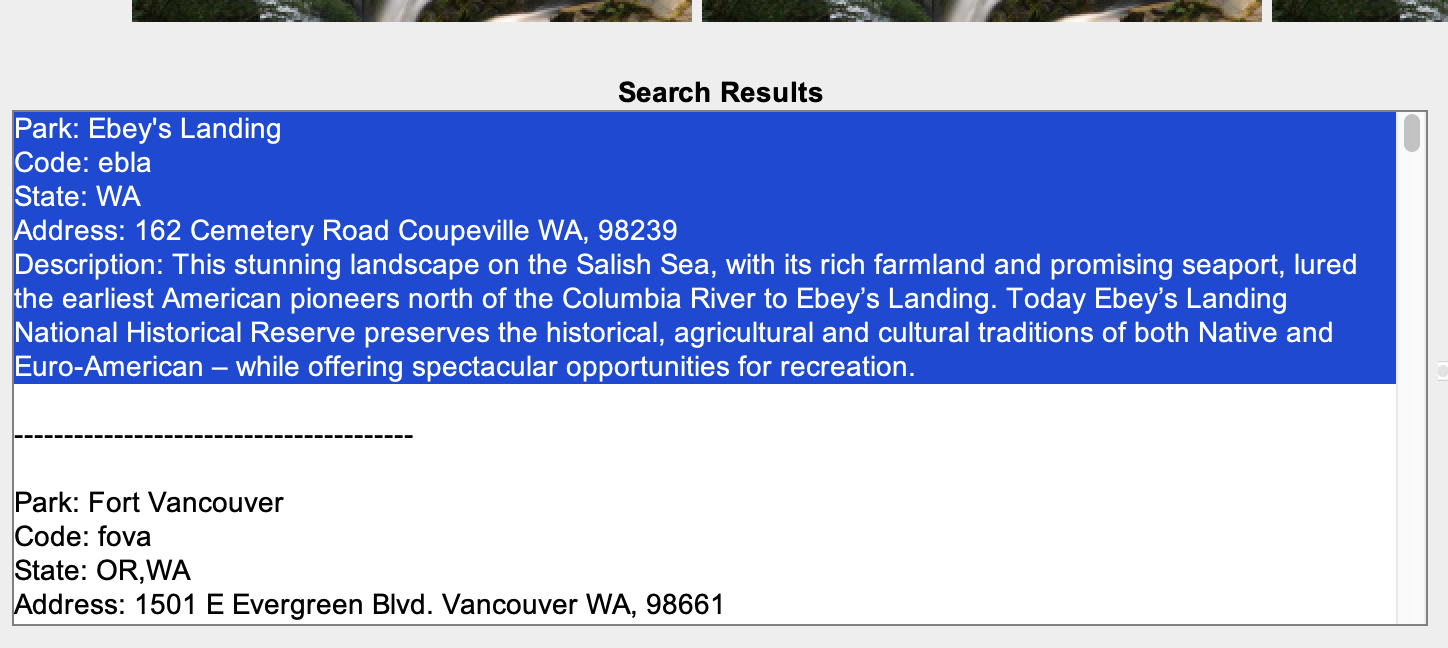 Search Results
Park: Ebey's Landing
Code: ebla
State: WA
Address: 162 Cemetery Road Coupeville WA, 98239
Description: This stunning landscape on the Salish Sea, with its rich farmland and promising seaport, lured
the earliest American pioneers north of the Columbia River to Ebey’s Landing. Today Ebey’s Landing
National Historical Reserve preserves the historical, agricultural and cultural traditions of both Native and
Euro-American – while offering spectacular opportunities for recreation.
----------------------------------------
Park: Fort Vancouver
Code: fova
State: OR,WA
Address: 1501 E Evergreen Blvd. Vancouver WA, 98661